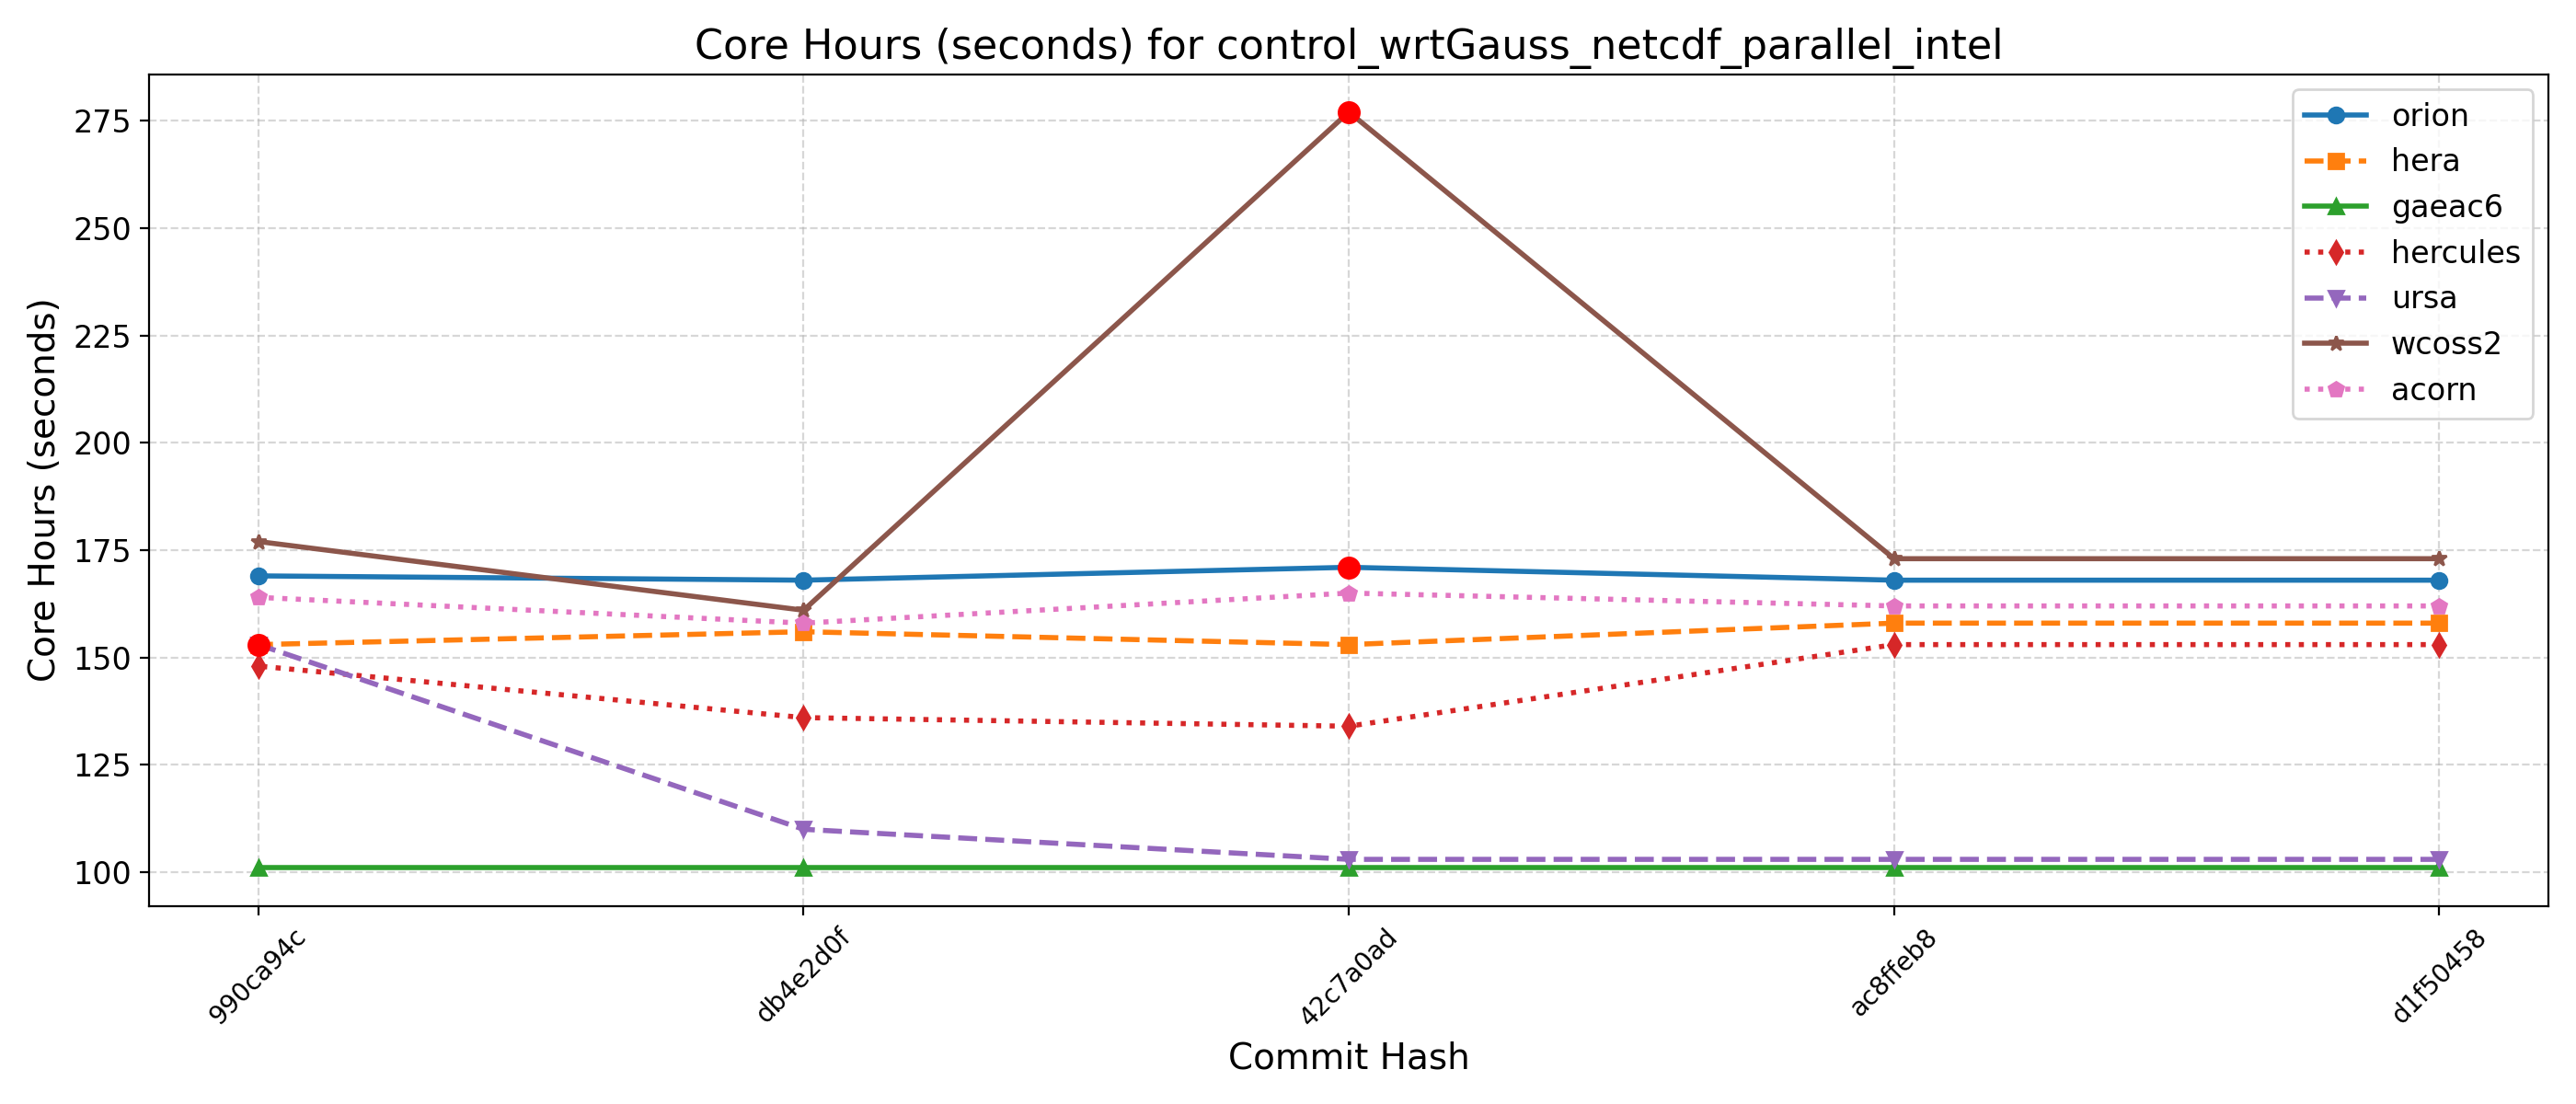 Core Hours (seconds) for control_wrtGauss_netcdf_parallel_intel
Core Hours (seconds)
275
250
225
200
175
150
125
100
orion
hera
gaeac6
hercules
ursa
wcoss2
acorn
990ca94c
db4e2d0f
42c7a0ad
ac8ffeb8
d1f50458
Commit Hash